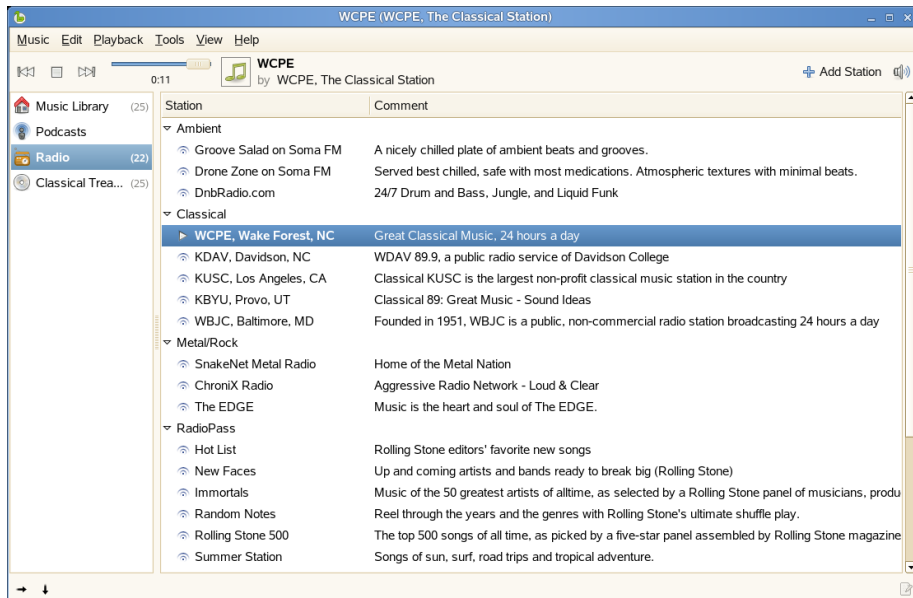 WCPE (WCPE, The Classical Station)
Music Edit Playback Tools View Help
0:11
WCPE
by WCPE, The Classical Station
Add Station
Music Library (25)
Podcasts
Radio (22)
Classical Trea... (25)
Station Comment
Ambient
Groove Salad on Soma FM A nicely chilled plate of ambient beats and grooves.
Drone Zone on Soma FM Served best chilled, safe with most medications. Atmospheric textures with minimal beats.
DnbRadio.com 24/7 Drum and Bass, Jungle, and Liquid Funk
Classical
WCPE, Wake Forest, NC Great Classical Music, 24 hours a day
KDAV, Davidson, NC WDAV 89.9, a public radio service of Davidson College
KUSC, Los Angeles, CA Classical KUSC is the largest non-profit classical music station in the country
KBYU, Provo, UT Classical 89: Great Music - Sound Ideas
WBJC, Baltimore, MD Founded in 1951, WBJC is a public, non-commercial radio station broadcasting 24 hours a day
Metal/Rock
SnakeNet Metal Radio Home of the Metal Nation
ChroniX Radio Aggressive Radio Network - Loud & Clear
The EDGE Music is the heart and soul of The EDGE.
RadioPass
Hot List Rolling Stone editors' favorite new songs
New Faces Up and coming artists and bands ready to break big (Rolling Stone)
Immortals Music of the 50 greatest artists of alltime, as selected by a Rolling Stone panel of musicians, produ
Random Notes Reel through the years and the genres with Rolling Stone's ultimate shuffle play.
Rolling Stone 500 The top 500 songs of all time, as picked by a five-star panel assembled by Rolling Stone magazine
Summer Station Songs of sun, surf, road trips and tropical adventure.